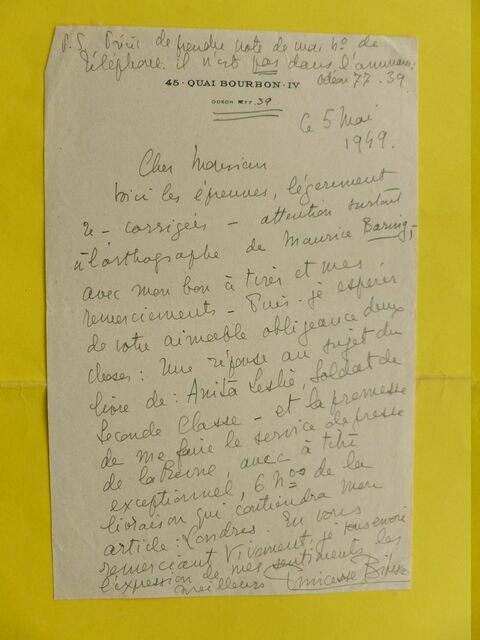 P.S. Prière de prendre note de mon no. de
téléphone: il n'est pas dans l'annuaire:
Odéon 77.39.
45 · QUAI BOURBON · IV
ODÉON 77.39
ce 5 Mai
1949.
Cher Monsieur
Voici les épreuves, légèrement
re-corrigées – attention surtout
à l'orthographe de Maurice Baring, –
avec mon bon à tirer et mes
remerciements – Puis-je espérer
de votre aimable obligeance deux
choses: Une réponse au sujet du
livre de: Anita Leslie, Soldat de
Seconde Classe – et la promesse
de me faire le service de presse
de la Revue, avec à titre
exceptionnel, 6 nos de la
livraison qui contiendra mon
article: Londres. En vous
remerciant vivement, je vous envoie
l'expression de mes sentiments les
meilleurs Princesse Bibesco